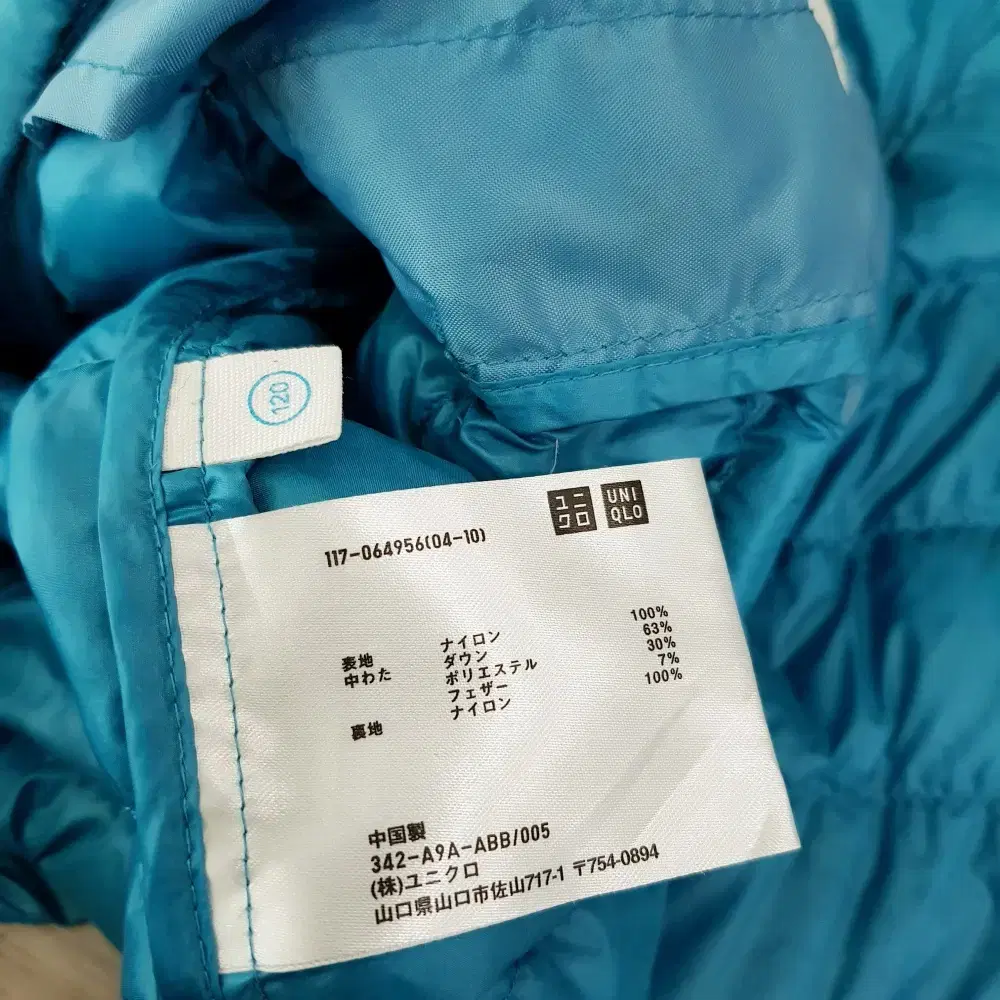 120
ユニクロ UNIQLO
117-064956(04-10)
表地 ナイロン 100%
中わた ダウン 63%
ポリエステル 30%
フェザー 7%
裏地 ナイロン 100%
中国製
342-A9A-ABB/005
(株)ユニクロ
山口県山口市佐山717-1 〒754-0894